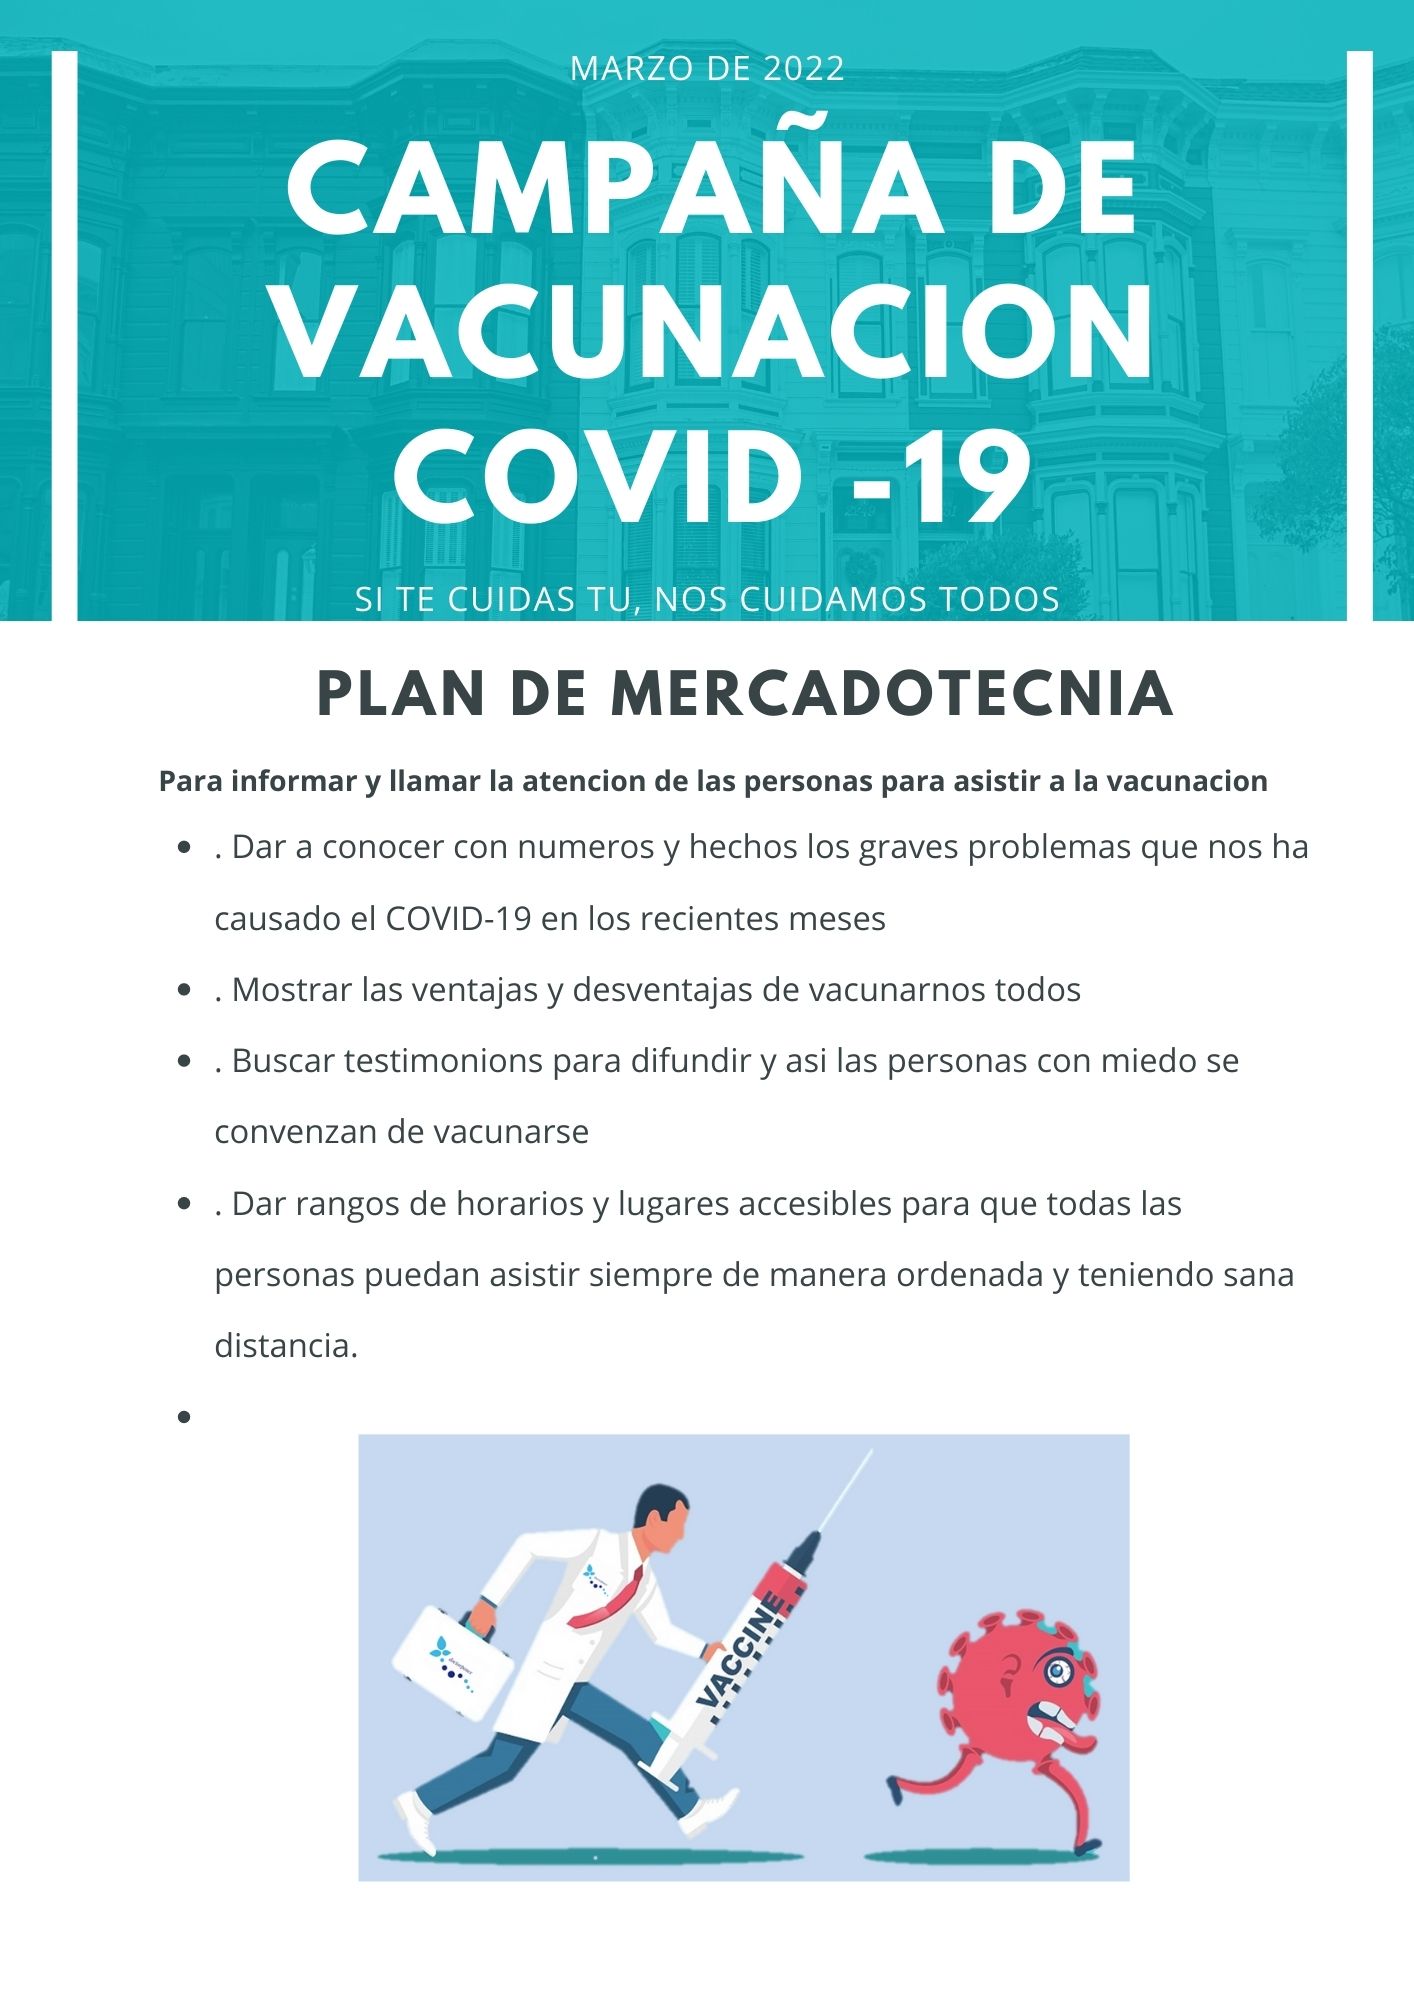 MARZO DE 2022
CAMPAÑA DE
VACUNACION
COVID -19
SI TE CUIDAS TU, NOS CUIDAMOS TODOS
PLAN DE MERCADOTECNIA
Para informar y llamar la atencion de las personas para asistir a la vacunacion
. Dar a conocer con numeros y hechos los graves problemas que nos ha
causado el COVID-19 en los recientes meses
. Mostrar las ventajas y desventajas de vacunarnos todos
. Buscar testimonions para difundir y asi las personas con miedo se
convenzan de vacunarse
. Dar rangos de horarios y lugares accesibles para que todas las
personas puedan asistir siempre de manera ordenada y teniendo sana
distancia.
VACCINE